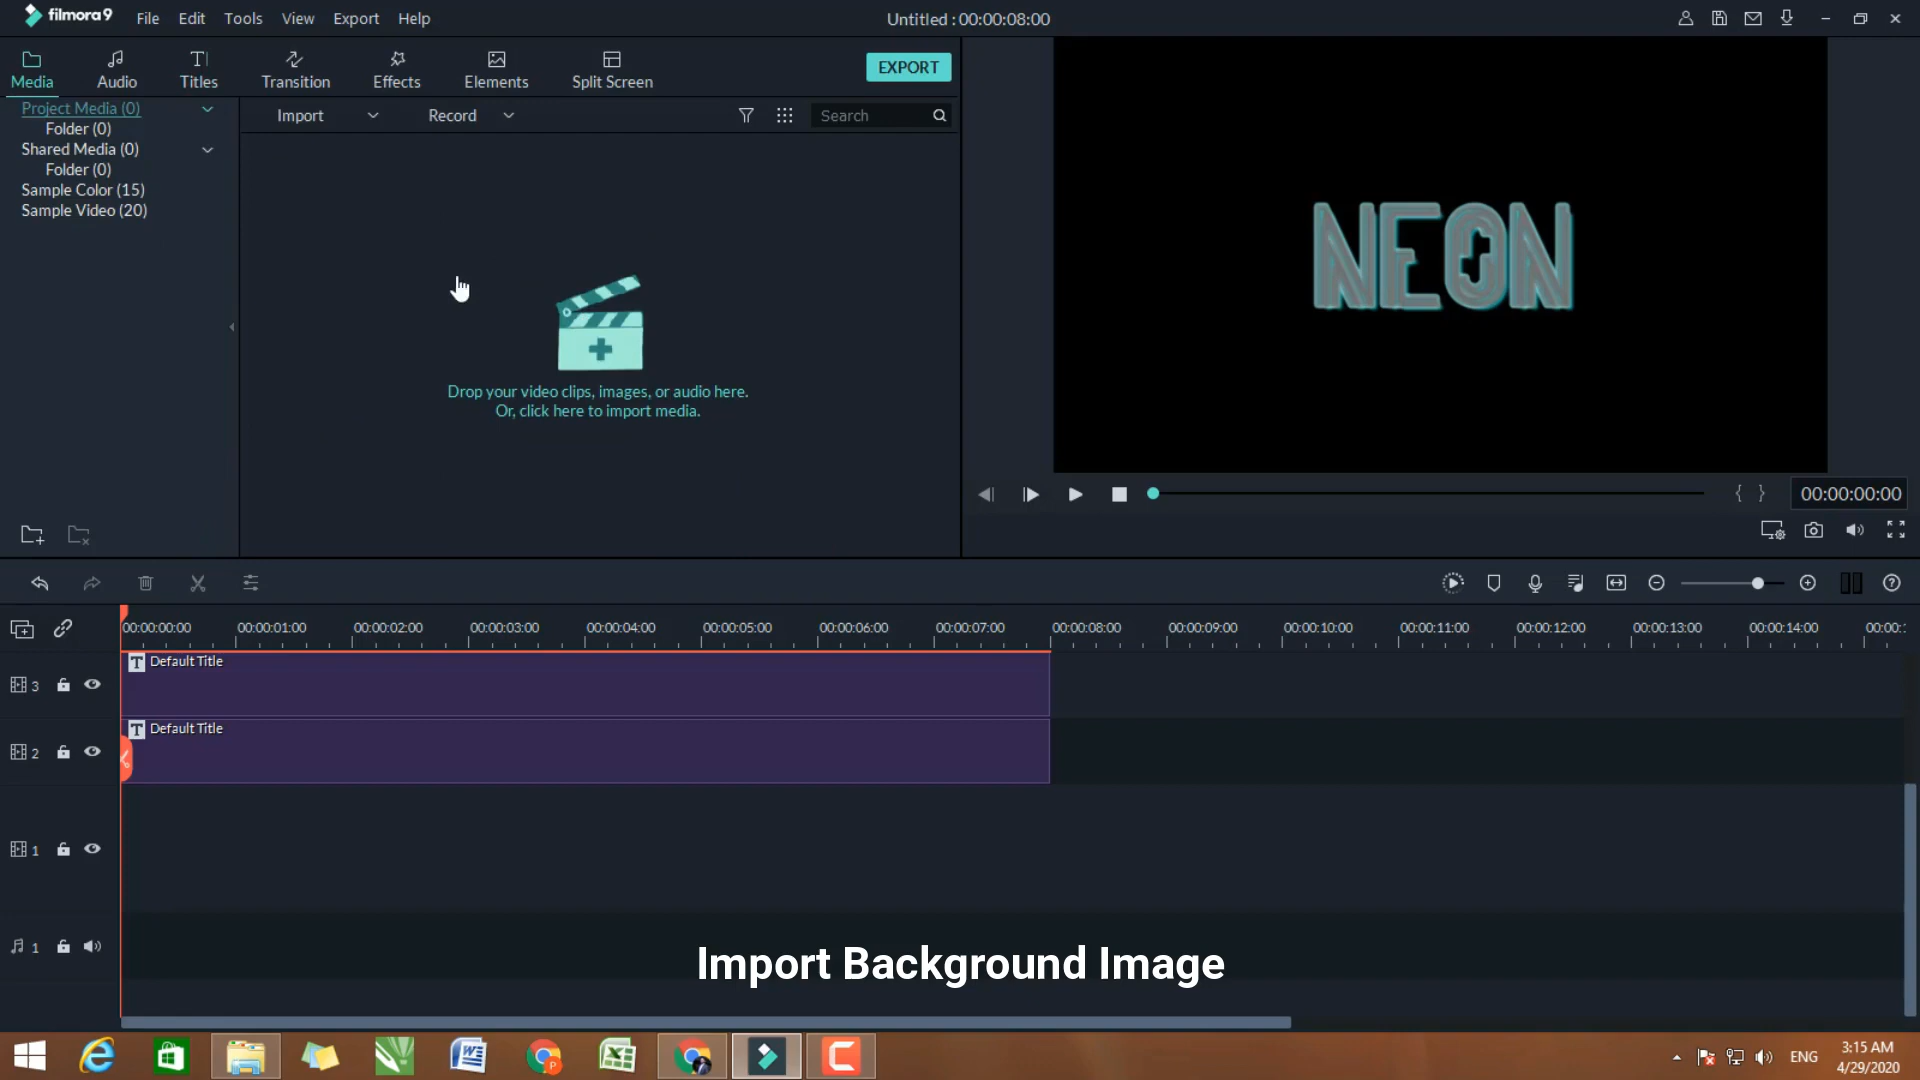 filmora9 File Edit Tools View Export Help Untitled : 00:00:08:00
Media Audio Titles Transition Effects Elements Split Screen EXPORT
Project Media (0)
Folder (0)
Shared Media (0)
Folder (0)
Sample Color (15)
Sample Video (20)
Import Record Search
Drop your video clips, images, or audio here.
Or, click here to import media.
NEON
00:00:00:00
00:00:00:00 00:00:01:00 00:00:02:00 00:00:03:00 00:00:04:00 00:00:05:00 00:00:06:00 00:00:07:00 00:00:08:00 00:00:09:00 00:00:10:00 00:00:11:00 00:00:12:00 00:00:13:00 00:00:14:00 00:00:
T Default Title
3
T Default Title
2
1
1
Import Background Image
ENG
3:15 AM
4/29/2020